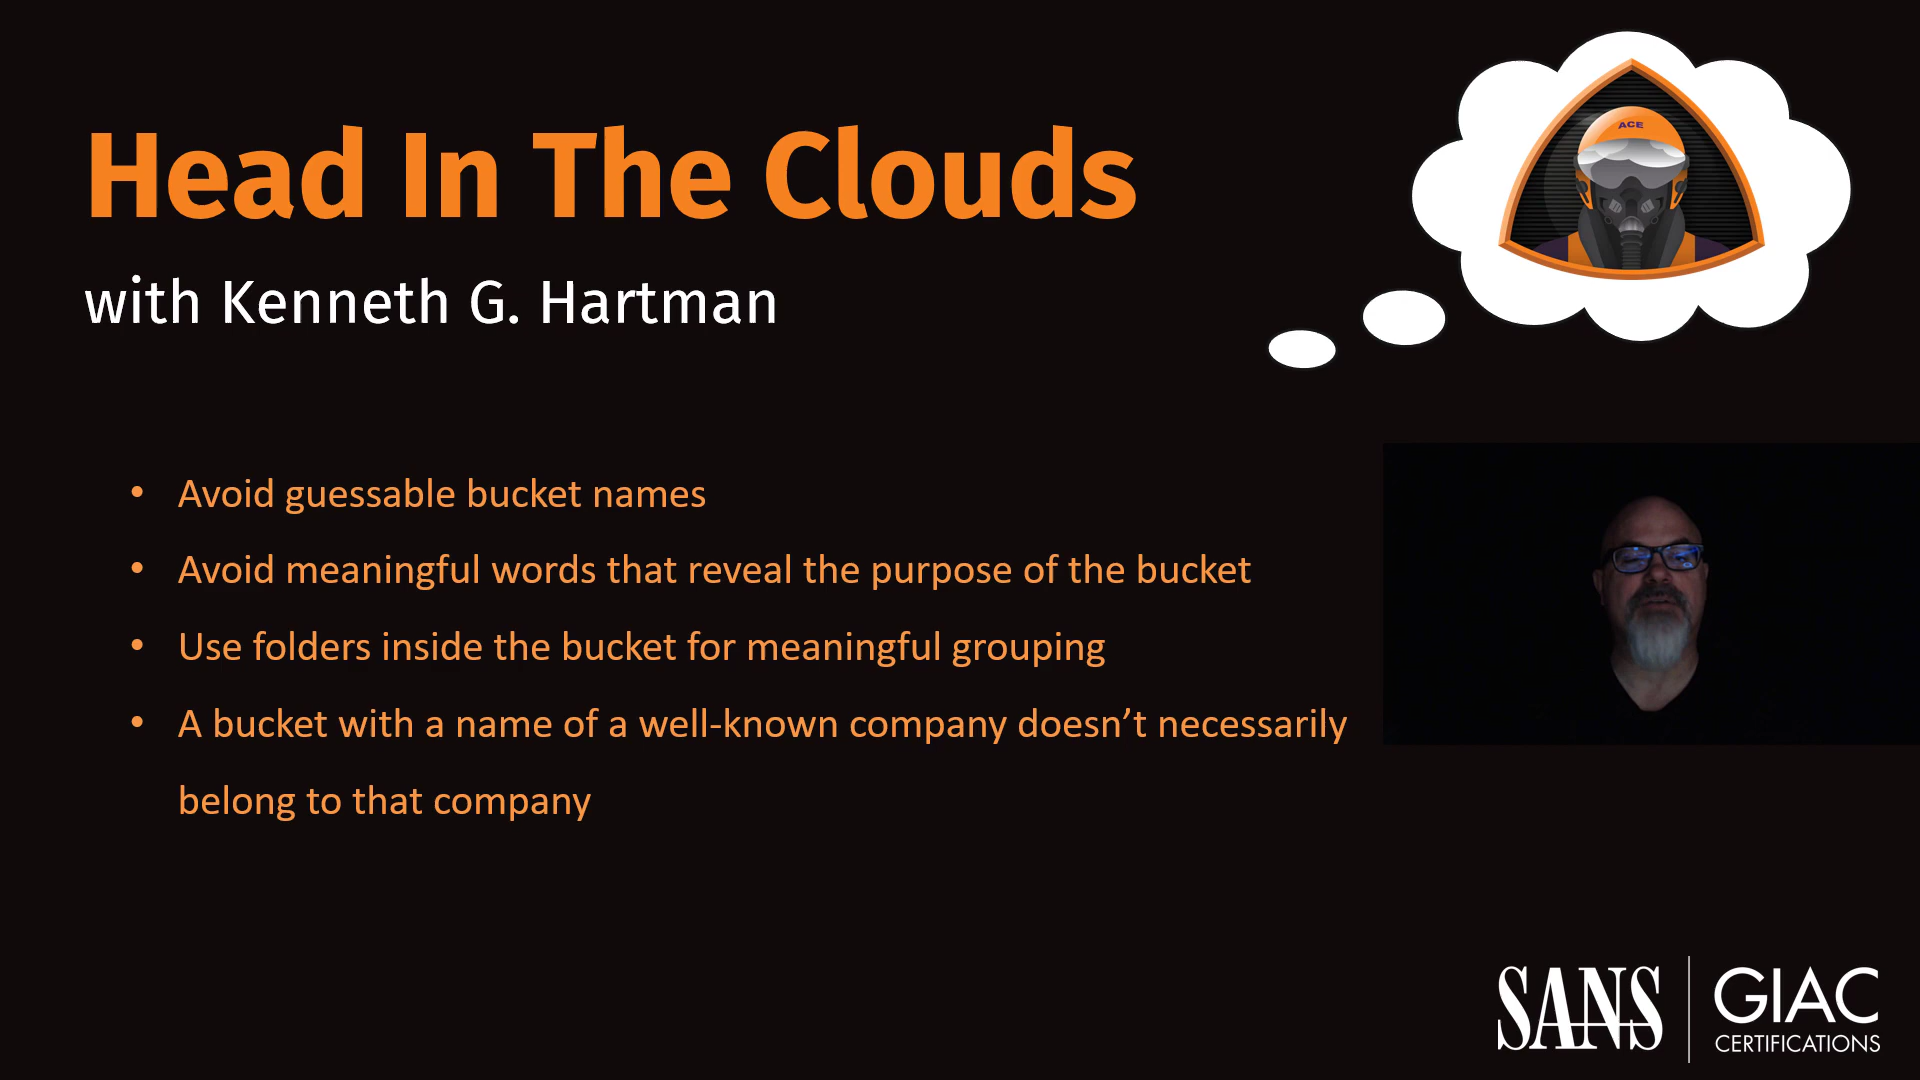 Head In The Clouds
with Kenneth G. Hartman
ACE
• Avoid guessable bucket names
• Avoid meaningful words that reveal the purpose of the bucket
• Use folders inside the bucket for meaningful grouping
• A bucket with a name of a well-known company doesn’t necessarily
belong to that company
SANS
GIAC
CERTIFICATIONS